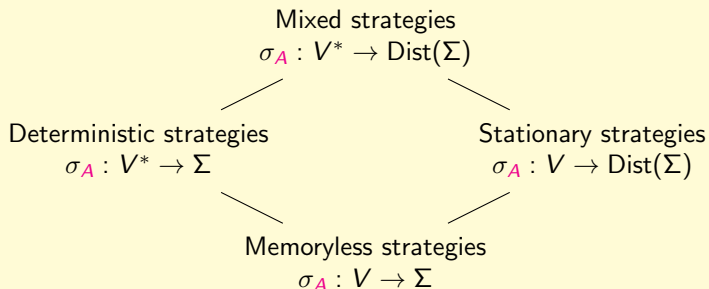 Mixed strategies
σ_A : V* → Dist(Σ)
Deterministic strategies
σ_A : V* → Σ
Stationary strategies
σ_A : V → Dist(Σ)
Memoryless strategies
σ_A : V → Σ